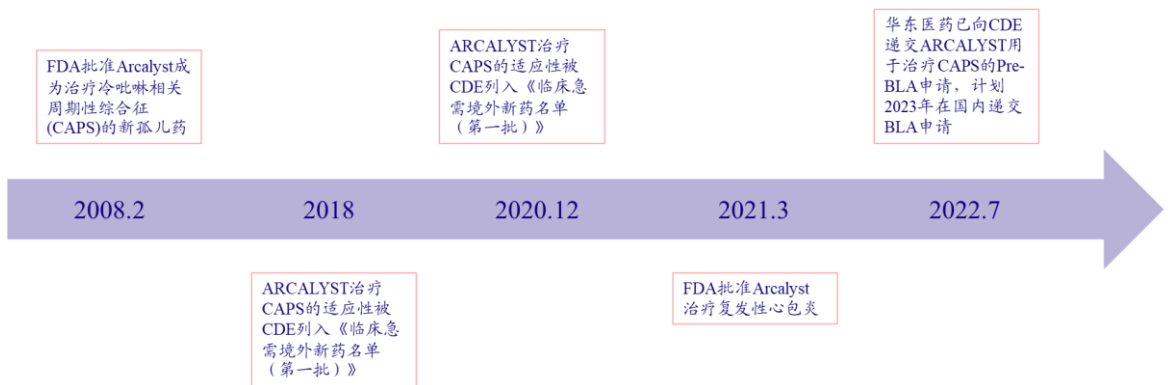 FDA批准Arcalyst成
为治疗冷吡啉相关
周期性综合征
(CAPS)的新孤儿药
ARCALYST治疗
CAPS的适应性被
CDE列入《临床急
需境外新药名单
（第一批）》
华东医药已向CDE
递交ARCALYST用
于治疗CAPS的Pre-
BLA申请，计划
2023年在国内递交
BLA申请
2008.2
2018
2020.12
2021.3
2022.7
ARCALYST治疗
CAPS的适应性被
CDE列入《临床急
需境外新药名单
（第一批）》
FDA批准Arcalyst
治疗复发性心包炎